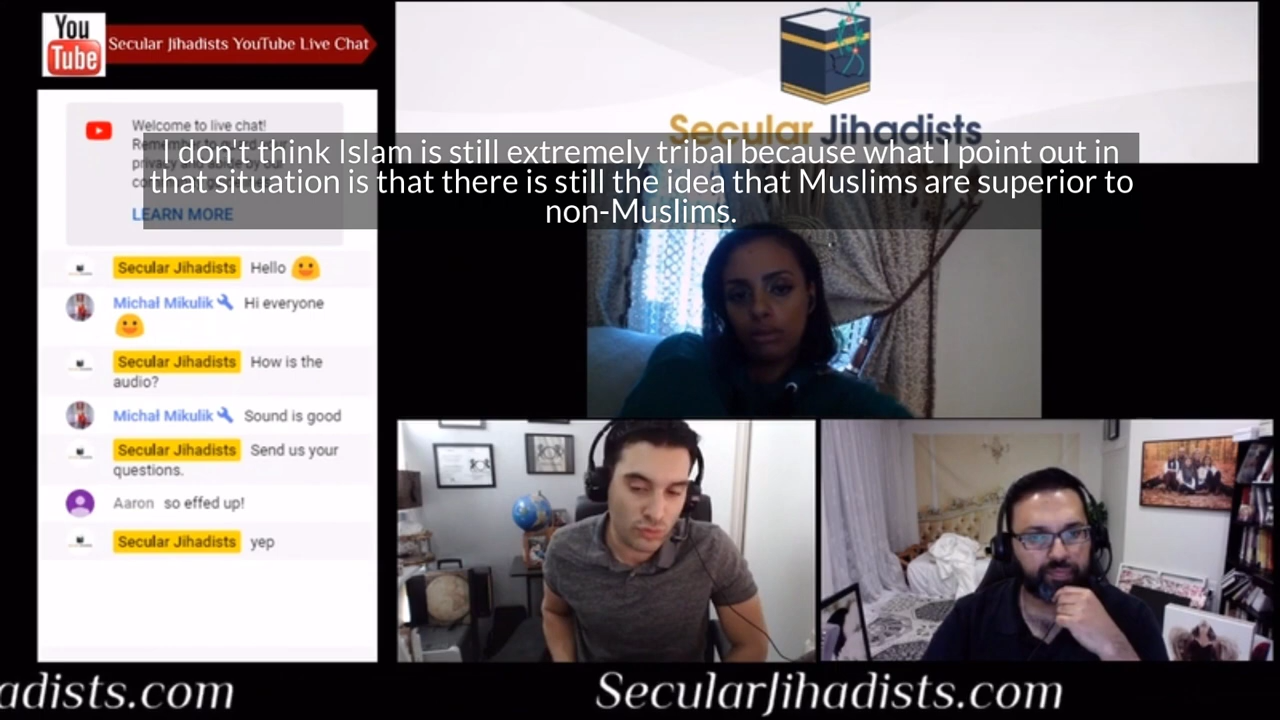 You
Tube
Secular Jihadists YouTube Live Chat
Secular Jihadists
I don't think Islam is still extremely tribal because what I point out in
that situation is that there is still the idea that Muslims are superior to
non-Muslims.
Welcome to live chat!
LEARN MORE
Secular Jihadists Hello
Michał Mikulik Hi everyone
Secular Jihadists How is the
audio?
Michał Mikulik Sound is good
Secular Jihadists Send us your
questions.
Aaron so effed up!
Secular Jihadists yep
adists.com
SecularJihadists.com